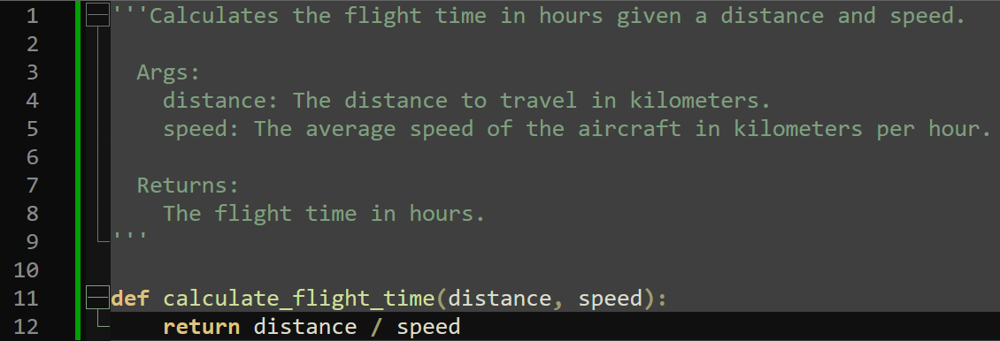 1 '''Calculates the flight time in hours given a distance and speed.
2
3   Args:
4     distance: The distance to travel in kilometers.
5     speed: The average speed of the aircraft in kilometers per hour.
6
7   Returns:
8     The flight time in hours.
9 '''
10
11 def calculate_flight_time(distance, speed):
12     return distance / speed